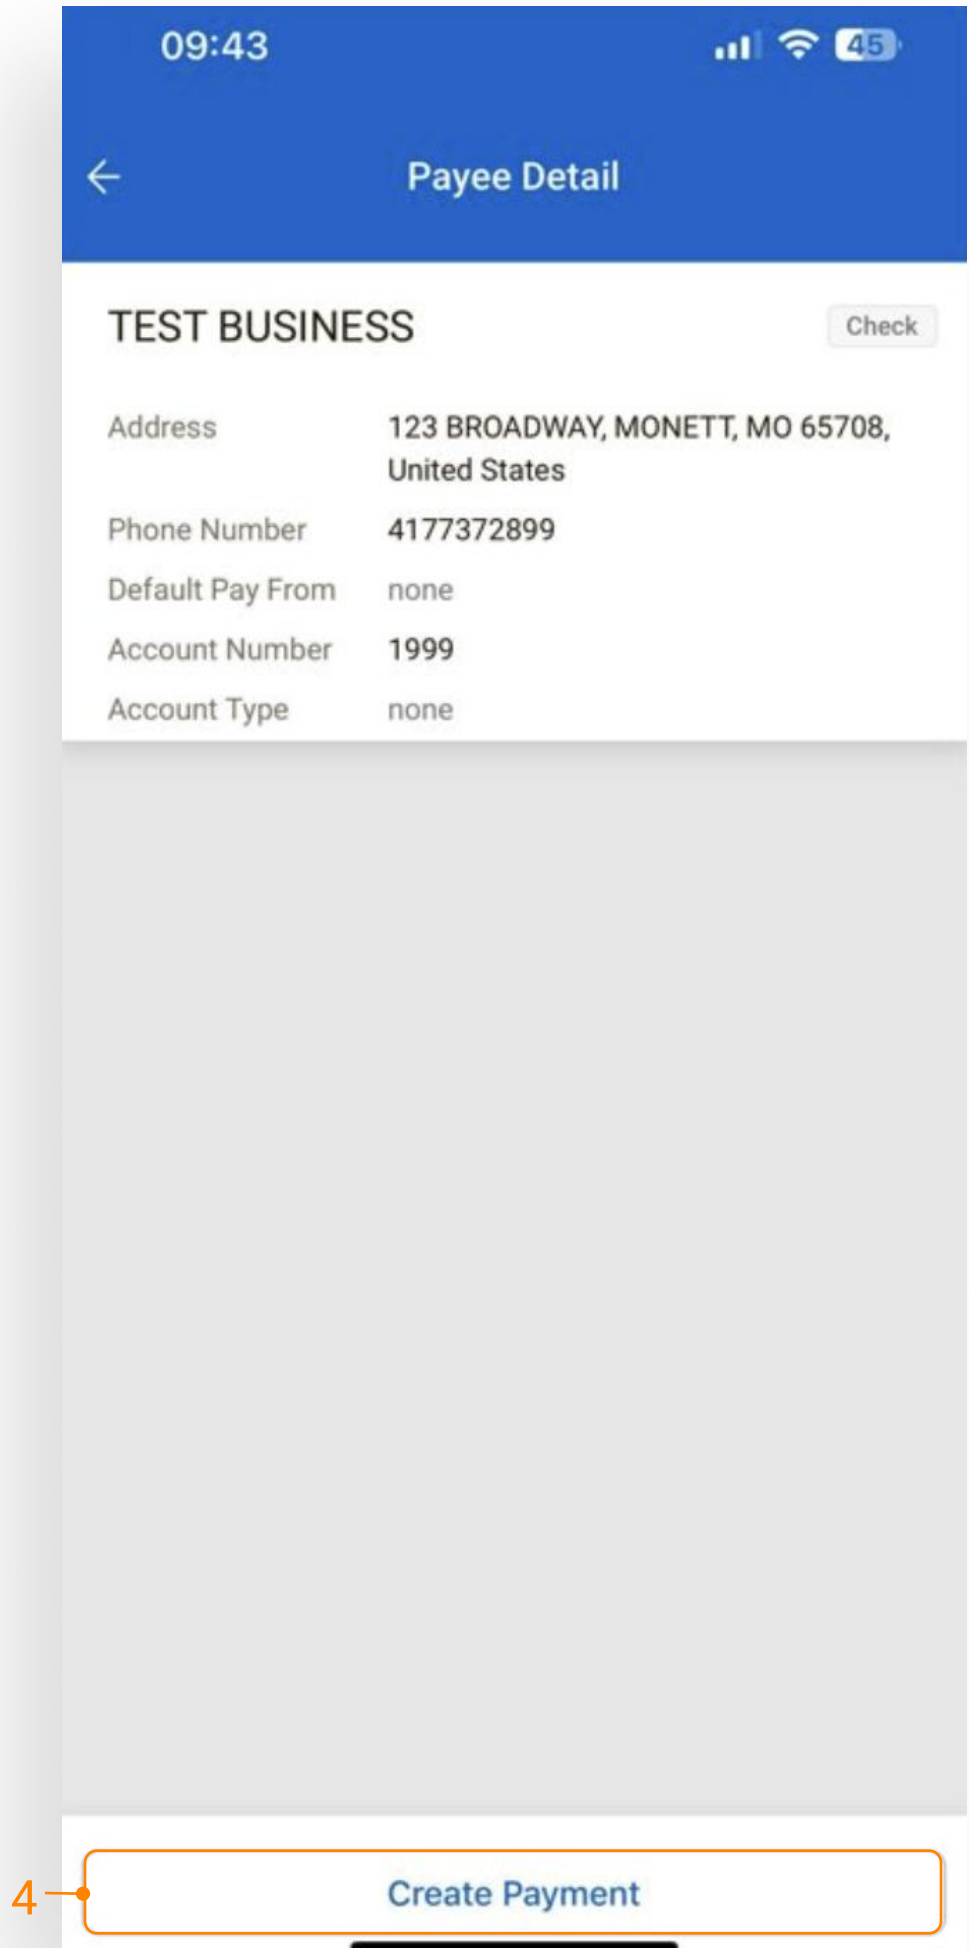 09:43
45
Payee Detail
TEST BUSINESS
Check
Address
123 BROADWAY, MONETT, MO 65708,
United States
Phone Number
4177372899
Default Pay From
none
Account Number
1999
Account Type
none
4
Create Payment